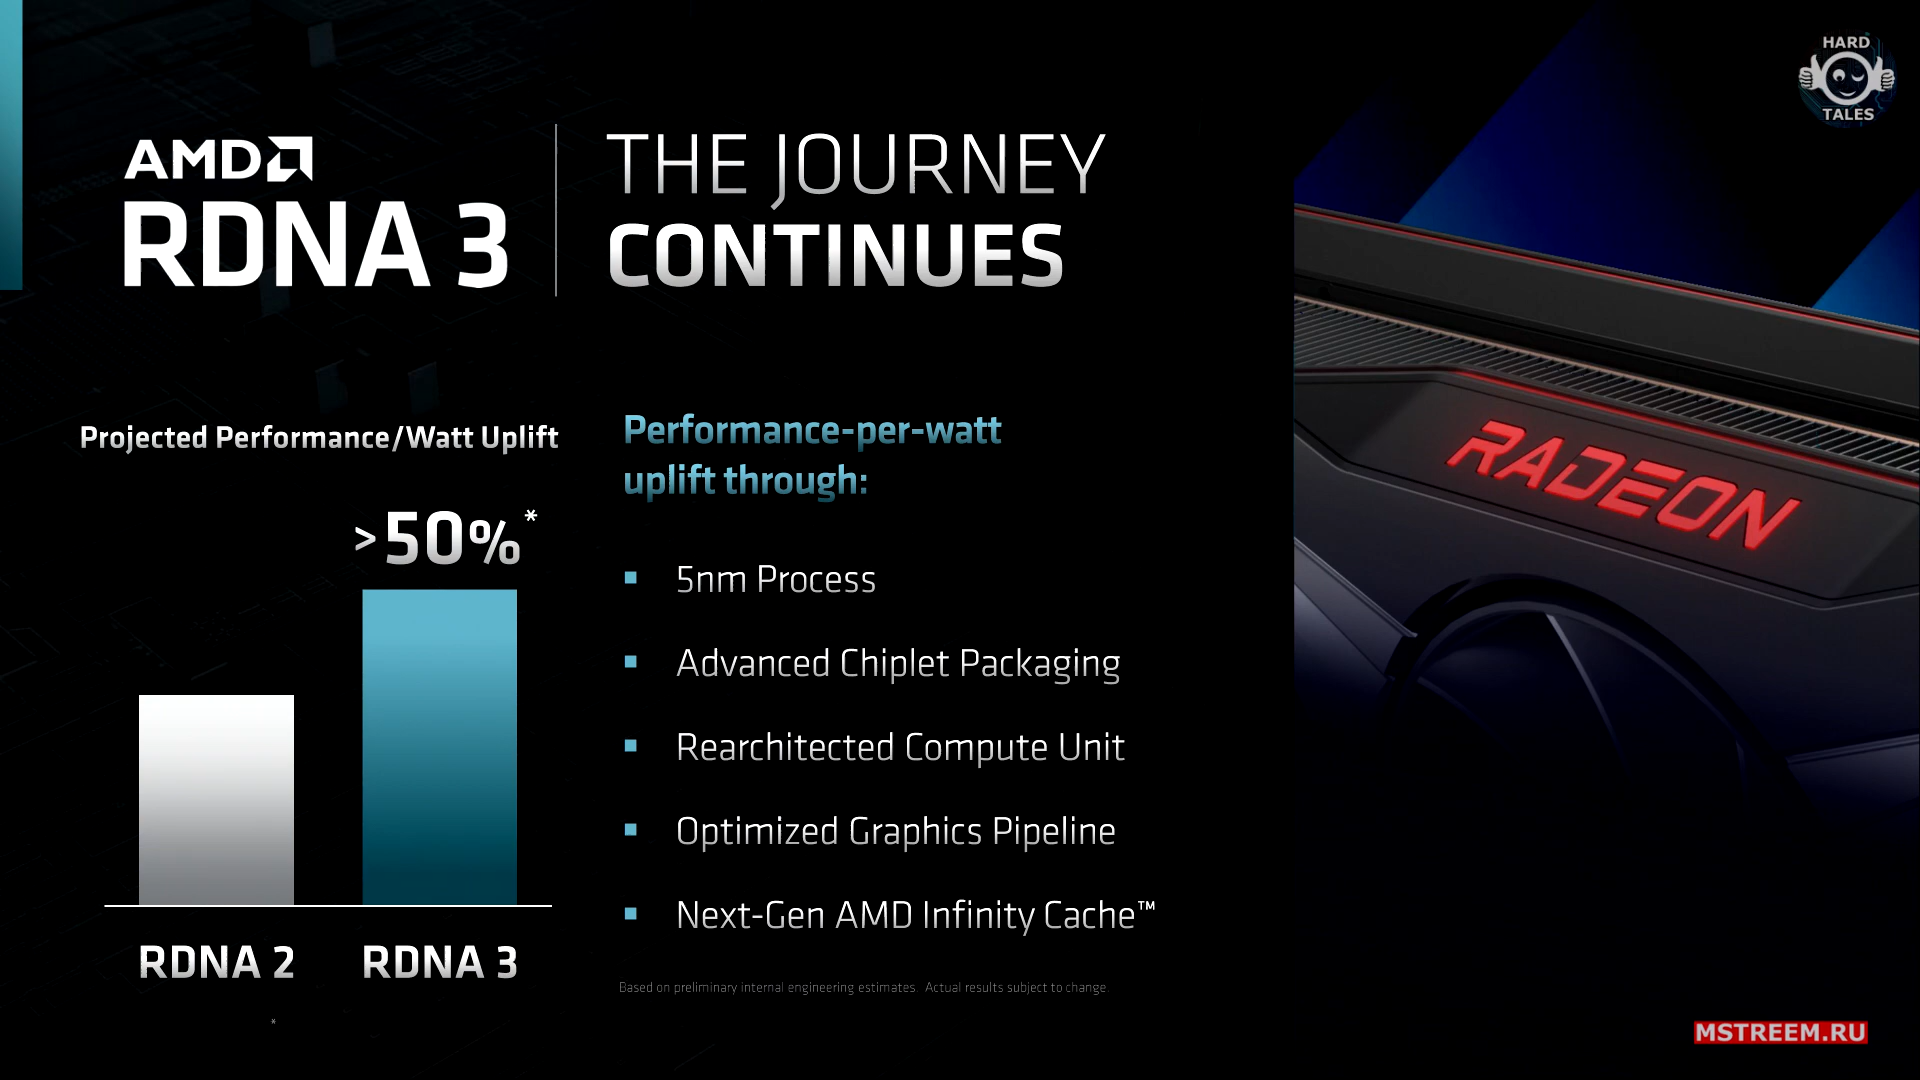 HARD
TALES
AMD
RDNA 3
THE JOURNEY
CONTINUES
Projected Performance/Watt Uplift
>50%*
RDNA 2
RDNA 3
*
Performance-per-watt
uplift through:
▪ 5nm Process
▪ Advanced Chiplet Packaging
▪ Rearchitected Compute Unit
▪ Optimized Graphics Pipeline
▪ Next-Gen AMD Infinity Cache™
Based on preliminary internal engineering estimates. Actual results subject to change.
RADEON
MSTREEM.RU